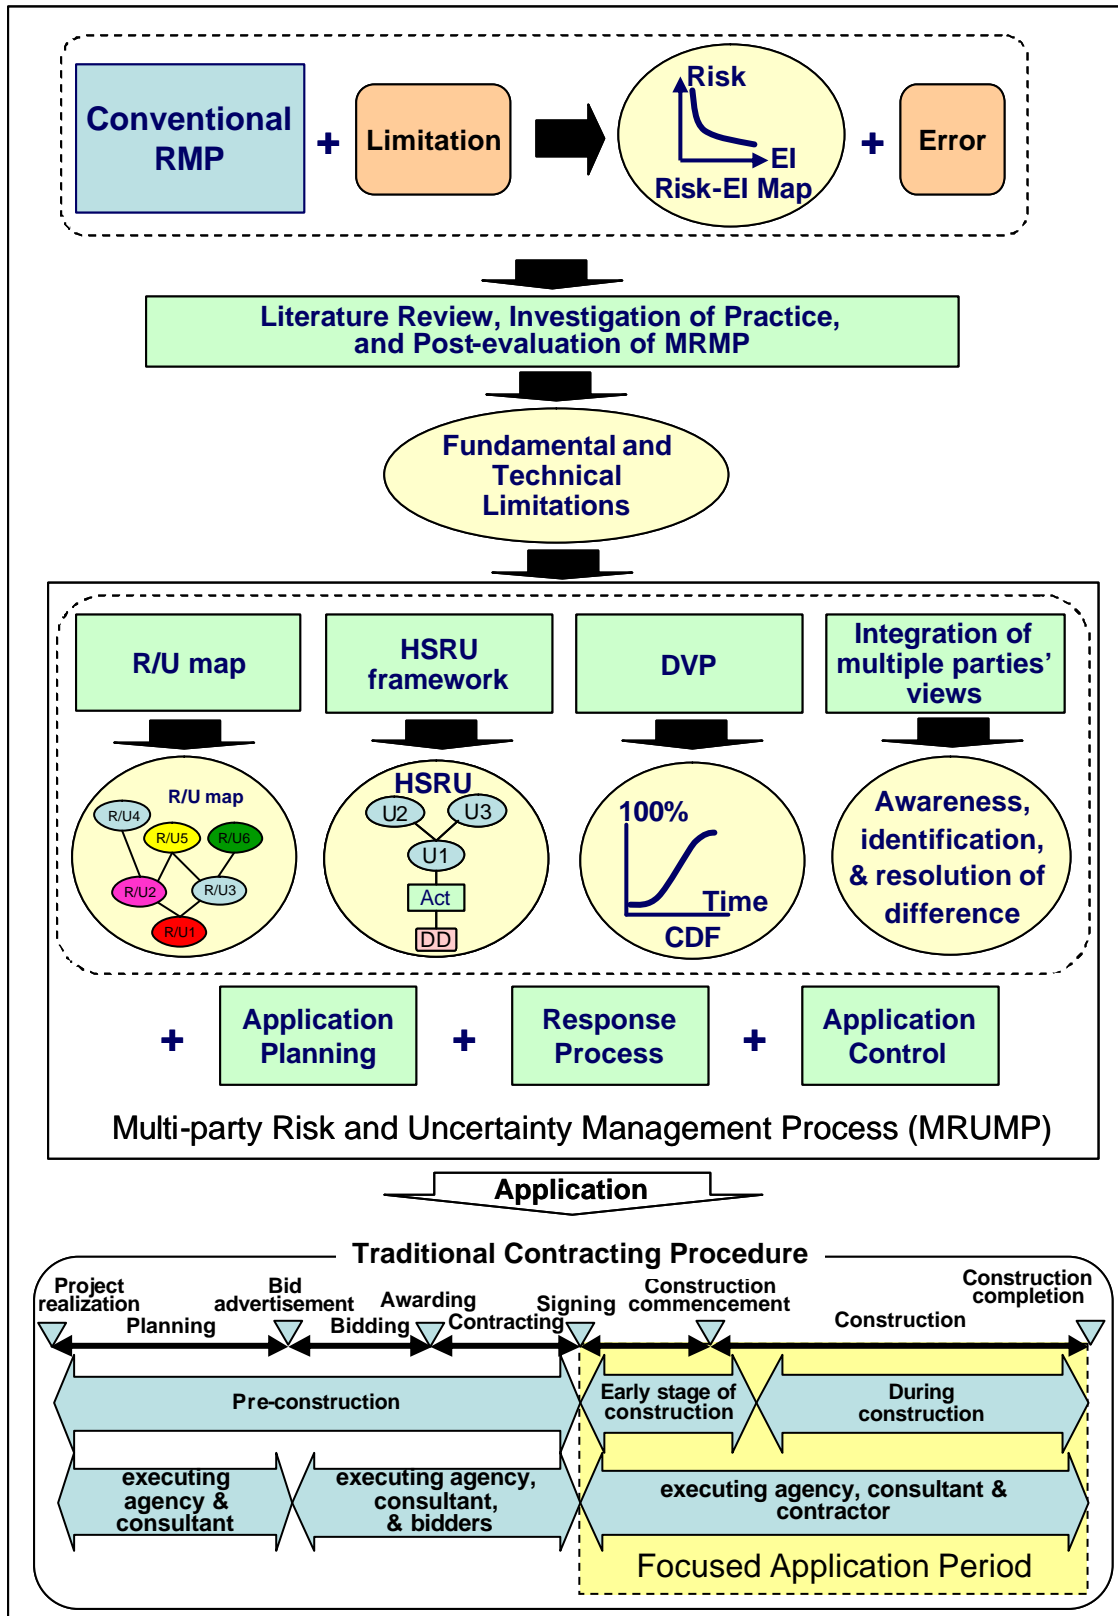 Conventional
RMP
+
Limitation
Risk
EI
Risk-EI Map
+
Error
Literature Review, Investigation of Practice,
and Post-evaluation of MRMP
Fundamental and
Technical
Limitations
R/U map
HSRU
framework
DVP
Integration of
multiple parties’
views
R/U map
R/U4
R/U5
R/U6
R/U2
R/U3
R/U1
HSRU
U2
U3
U1
Act
DD
100%
Time
CDF
Awareness,
identification,
& resolution of
difference
+
Application
Planning
+
Response
Process
+
Application
Control
Multi-party Risk and Uncertainty Management Process (MRUMP)
Application
Traditional Contracting Procedure
Project
realization
Bid
advertisement
Awarding
Signing
Construction
commencement
Construction
completion
Planning
Bidding
Contracting
Construction
Pre-construction
Early stage of
construction
During
construction
executing
agency &
consultant
executing agency,
consultant,
& bidders
executing agency, consultant &
contractor
Focused Application Period